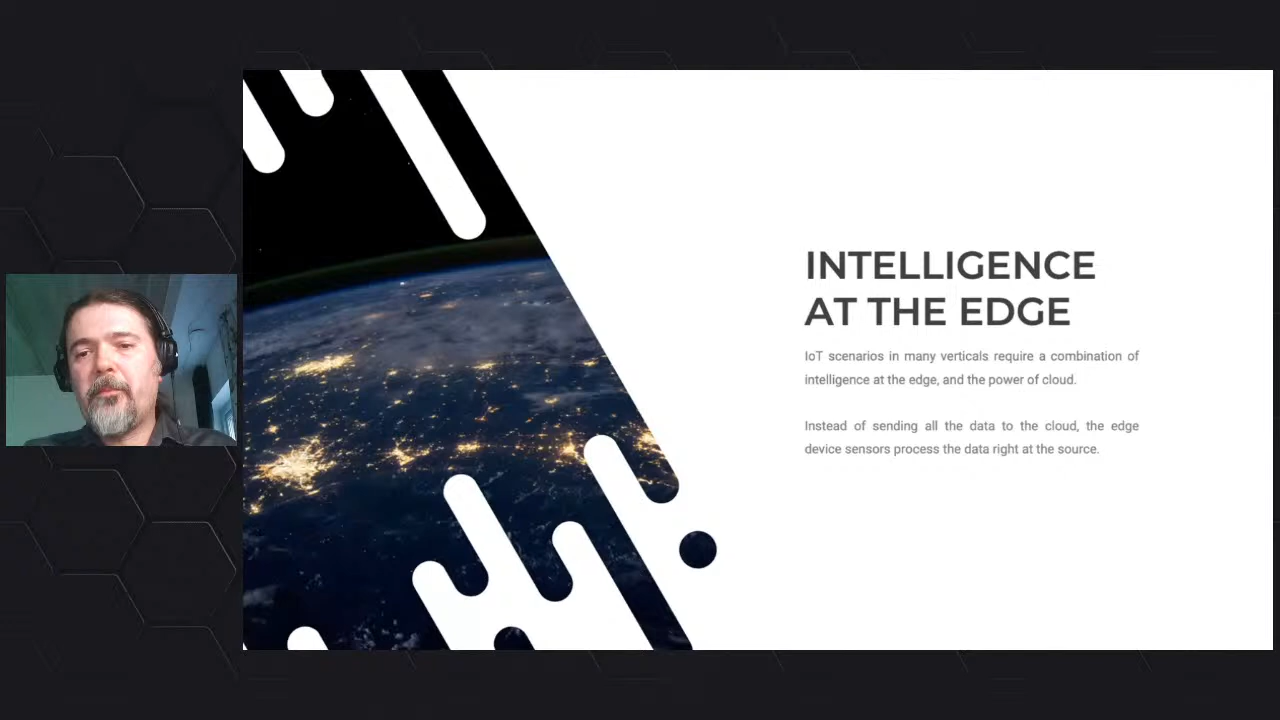 INTELLIGENCE
AT THE EDGE
IoT scenarios in many verticals require a combination of
intelligence at the edge, and the power of cloud.
Instead of sending all the data to the cloud, the edge
device sensors process the data right at the source.